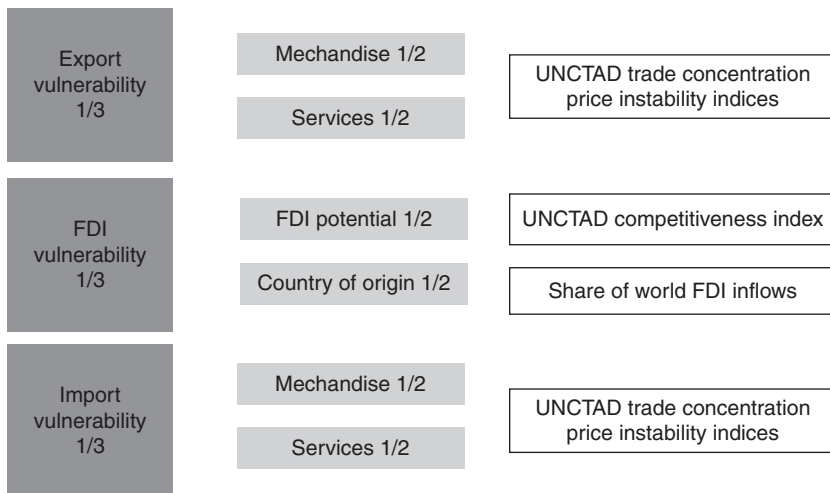 Export
vulnerability
1/3
Mechandise 1/2
Services 1/2
UNCTAD trade concentration
price instability indices
FDI
vulnerability
1/3
FDI potential 1/2
Country of origin 1/2
UNCTAD competitiveness index
Share of world FDI inflows
Import
vulnerability
1/3
Mechandise 1/2
Services 1/2
UNCTAD trade concentration
price instability indices